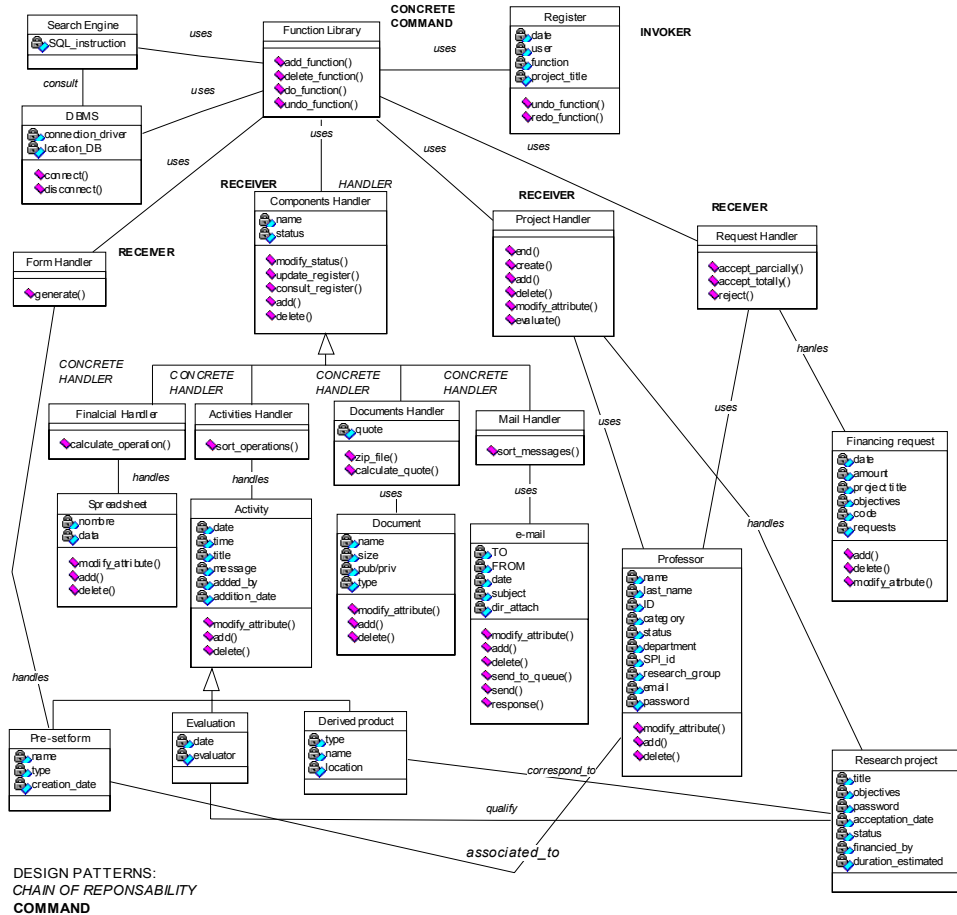 Search Engine
SQL_instruction
consult
DBMS
connection_driver
location_DB
connect()
disconnect()
uses
uses
Function Library
add_function()
delete_function()
do_function()
undo_function()
CONCRETE
COMMAND
uses
Register
date
user
function
project_title
undo_function()
redo_function()
INVOKER
uses
uses
uses
uses
Form Handler
generate()
RECEIVER
RECEIVER
HANDLER
Components Handler
name
status
modify_status()
update_register()
consult_register()
add()
delete()
RECEIVER
Project Handler
end()
create()
add()
delete()
modify_attribute()
evaluate()
RECEIVER
Request Handler
accept_parcially()
accept_totally()
reject()
CONCRETE
HANDLER
CONCRETE
HANDLER
CONCRETE
HANDLER
CONCRETE
HANDLER
Finalcial Handler
calculate_operation()
Activities Handler
sort_operations()
Documents Handler
quote
zip_file()
calculate_quote()
Mail Handler
sort_messages()
uses
uses
hanles
handles
handles
uses
uses
Spreadsheet
nombre
data
modify_attribute()
add()
delete()
Activity
date
time
title
message
added_by
addition_date
modify_attribute()
add()
delete()
Document
name
size
pub/priv
type
modify_attribute()
add()
delete()
e-mail
TO
FROM
date
subject
dir_attach
modify_attribute()
add()
delete()
send_to_queue()
send()
response()
Professor
name
last_name
ID
category
status
department
SPI_id
research_group
email
password
modify_attribute()
add()
delete()
Financing request
date
amount
project title
objectives
code
requests
add()
delete()
modify_atrbute()
handles
handles
Pre-setform
name
type
creation_date
Evaluation
date
evaluator
Derived product
type
name
location
correspond_to
qualify
associated_to
Research project
title
objectives
password
acceptation_date
status
financied_by
duration_estimated
DESIGN PATTERNS:
CHAIN OF REPONSABILITY
COMMAND